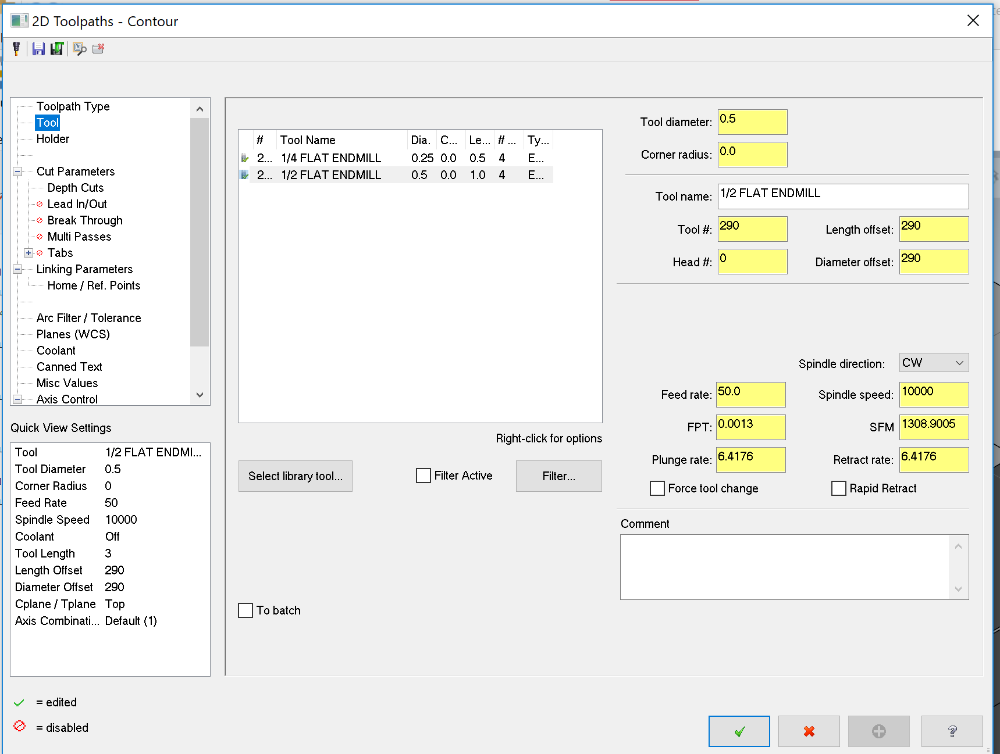 2D Toolpaths - Contour
Toolpath Type
Tool
Holder
Cut Parameters
Depth Cuts
Lead In/Out
Break Through
Multi Passes
Tabs
Linking Parameters
Home / Ref. Points
Arc Filter / Tolerance
Planes (WCS)
Coolant
Canned Text
Misc Values
Axis Control
Quick View Settings
Tool 1/2 FLAT ENDMI...
Tool Diameter 0.5
Corner Radius 0
Feed Rate 50
Spindle Speed 10000
Coolant Off
Tool Length 3
Length Offset 290
Diameter Offset 290
Cplane / Tplane Top
Axis Combinati... Default (1)
= edited
= disabled
# Tool Name Dia. C... Le... # ... Ty...
2... 1/4 FLAT ENDMILL 0.25 0.0 0.5 4 E...
2... 1/2 FLAT ENDMILL 0.5 0.0 1.0 4 E...
Right-click for options
Select library tool... Filter Active Filter...
To batch
Tool diameter: 0.5
Corner radius: 0.0
Tool name: 1/2 FLAT ENDMILL
Tool #: 290 Length offset: 290
Head #: 0 Diameter offset: 290
Spindle direction: CW
Feed rate: 50.0 Spindle speed: 10000
FPT: 0.0013 SFM 1308.9005
Plunge rate: 6.4176 Retract rate: 6.4176
Force tool change Rapid Retract
Comment